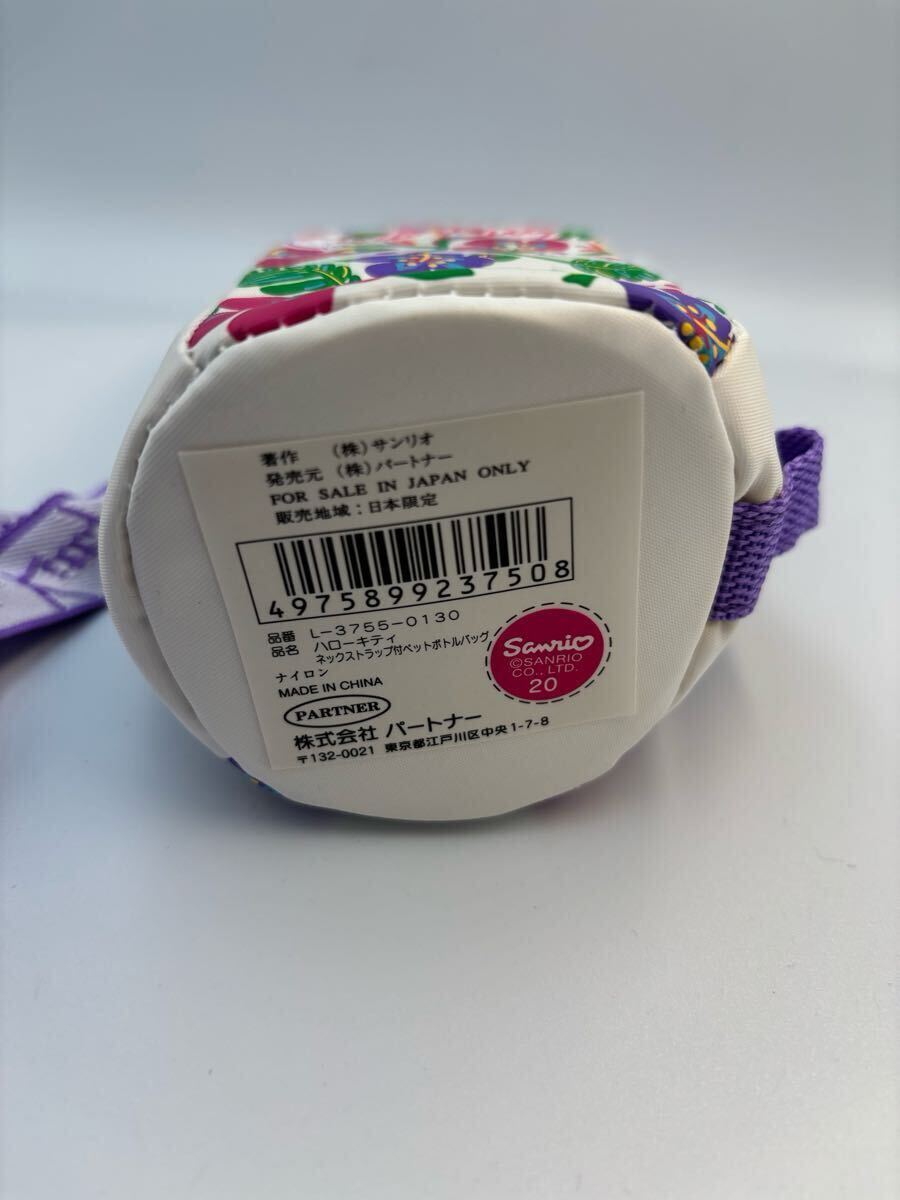 著作 （株）サンリオ
発売元 （株）パートナー
FOR SALE IN JAPAN ONLY
販売地域：日本限定
4975899237508
品番 L-3755-0130
品名 ハローキティ
ネックストラップ付ペットボトルバッグ
ナイロン
MADE IN CHINA
PARTNER
株式会社 パートナー
〒132-0021 東京都江戸川区中央1-7-8
Sanrio
©SANRIO
CO., LTD.
20